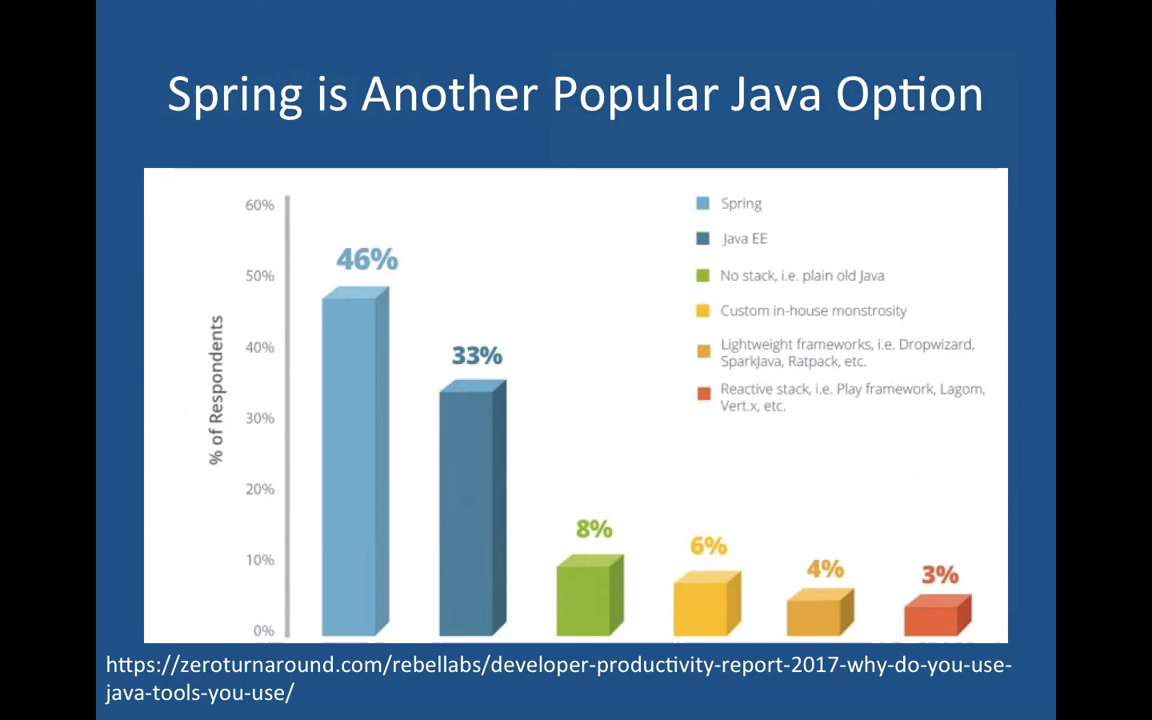 Spring is Another Popular Java Option
60%
50%
40%
30%
20%
10%
0%
% of Respondents
46%
33%
8%
6%
4%
3%
Spring
Java EE
No stack, i.e. plain old Java
Custom in-house monstrosity
Lightweight frameworks, i.e. Dropwizard,
SparkJava, Ratpack, etc.
Reactive stack, i.e. Play framework, Lagom,
Vert.x, etc.
https://zeroturnaround.com/rebellabs/developer-productivity-report-2017-why-do-you-use-
java-tools-you-use/